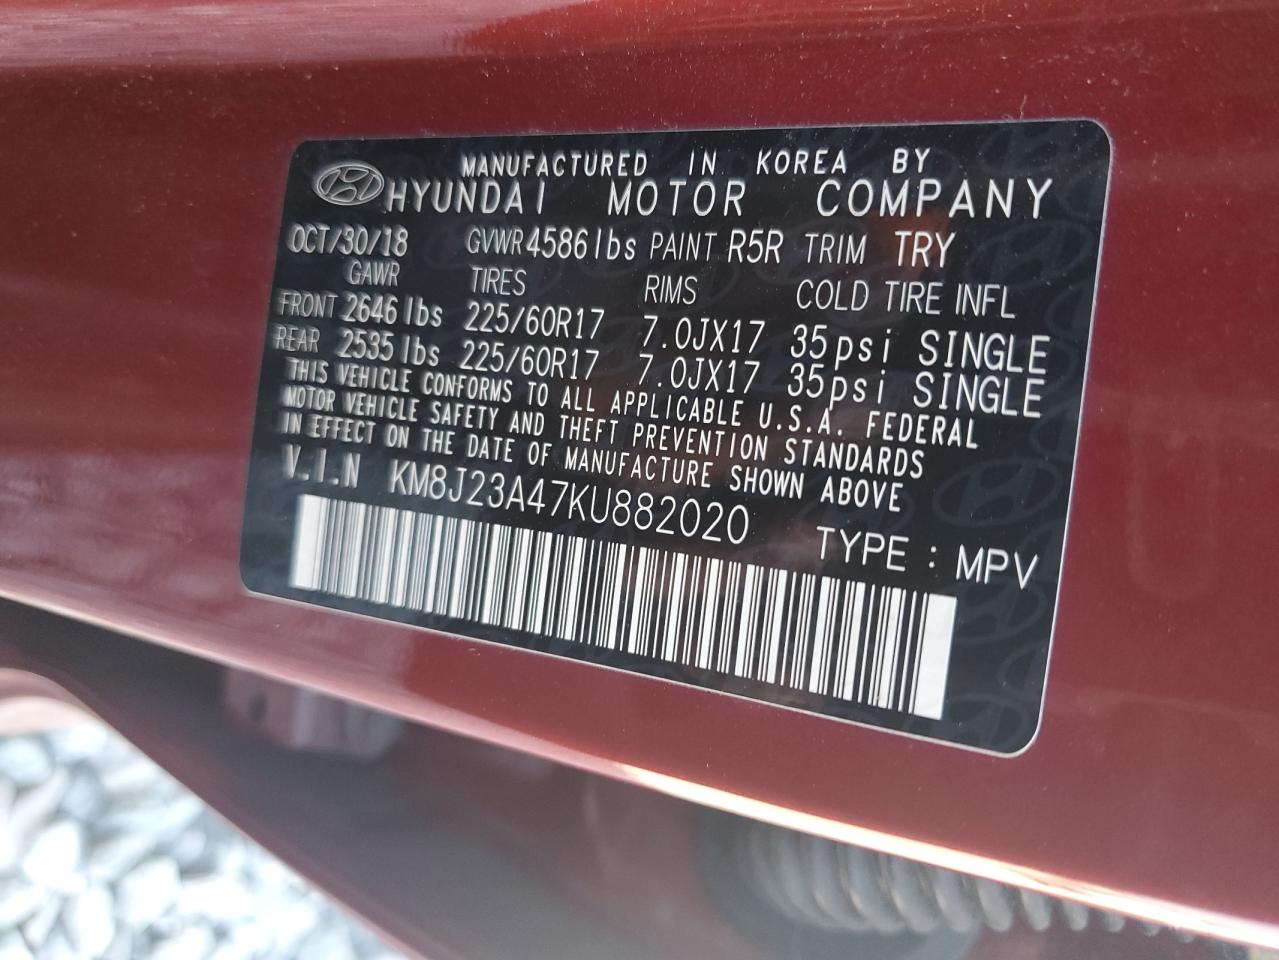 MANUFACTURED IN KOREA BY
HYUNDAI MOTOR COMPANY
OCT/30/18 GVWR 4586 lbs PAINT R5R TRIM TRY
GAWR TIRES RIMS COLD TIRE INFL
FRONT 2646 lbs 225/60R17 7.0JX17 35psi SINGLE
REAR 2535 lbs 225/60R17 7.0JX17 35psi SINGLE
THIS VEHICLE CONFORMS TO ALL APPLICABLE U.S.A. FEDERAL
MOTOR VEHICLE SAFETY AND THEFT PREVENTION STANDARDS
IN EFFECT ON THE DATE OF MANUFACTURE SHOWN ABOVE
V.I.N KM8J23A47KU882020
TYPE : MPV